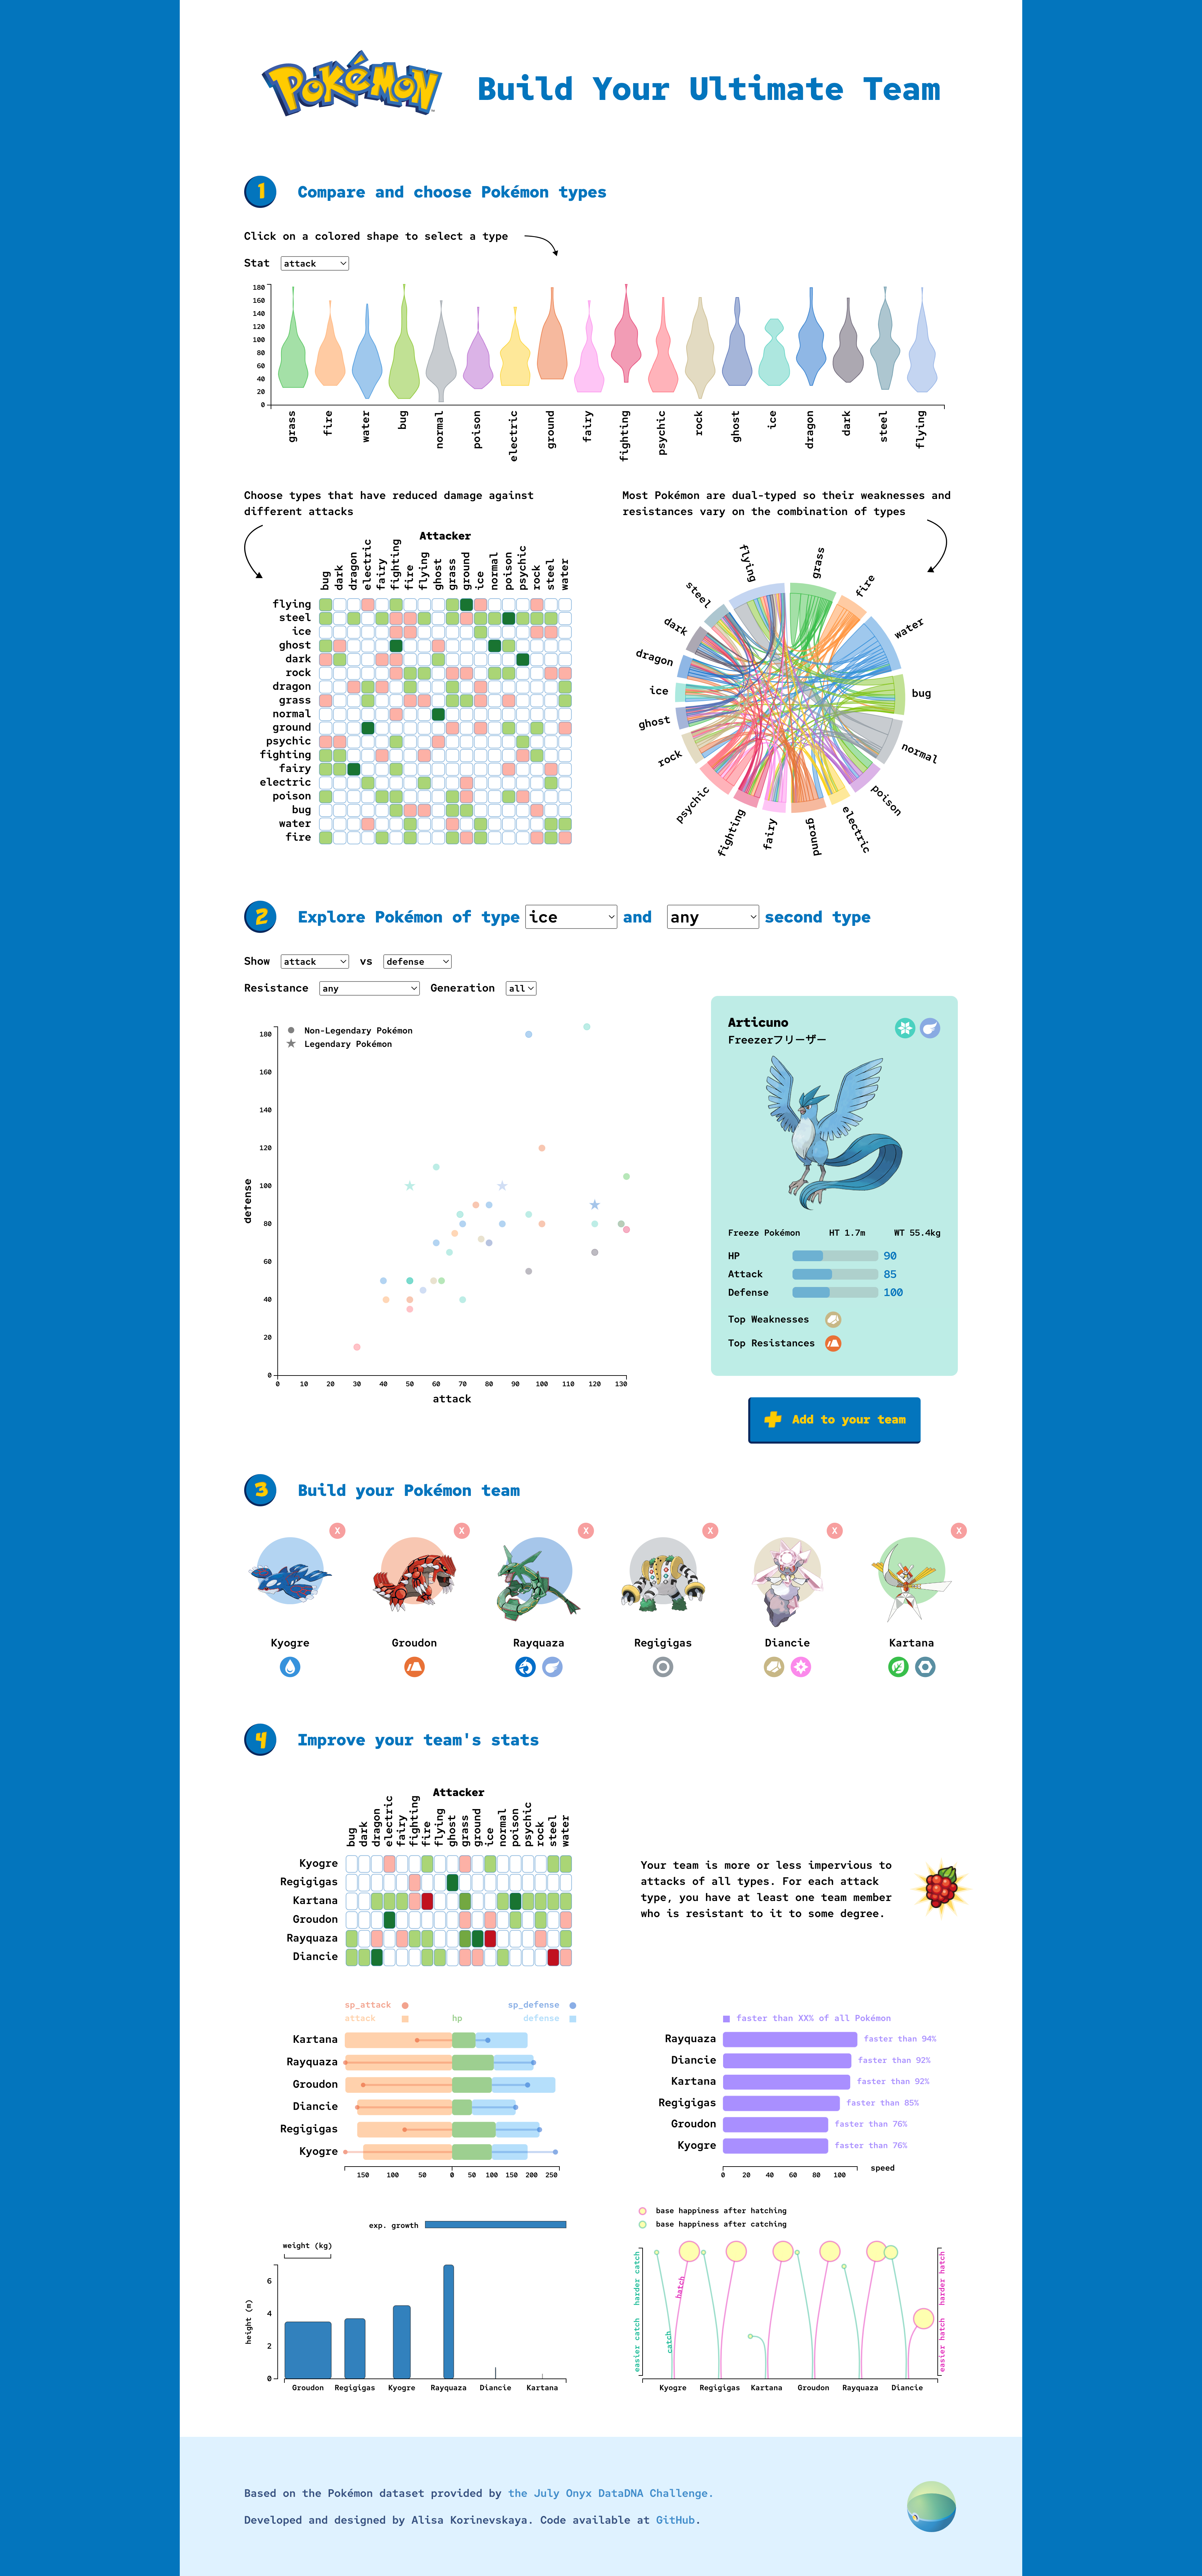 POKéMON
Build Your Ultimate Team
1 Compare and choose Pokémon types
Click on a colored shape to select a type
Stat attack
180
160
140
120
100
80
60
40
20
0
grass fire water bug normal poison electric ground fairy fighting psychic rock ghost ice dragon dark steel flying
Choose types that have reduced damage against
different attacks
Attacker
bug dark dragon electric fairy fighting fire flying ghost grass ground ice normal poison psychic rock steel water
flying
steel
ice
ghost
dark
rock
dragon
grass
normal
ground
psychic
fighting
fairy
electric
poison
bug
water
fire
Most Pokémon are dual-typed so their weaknesses and
resistances vary on the combination of types
grass
fire
water
bug
normal
poison
electric
ground
fairy
fighting
psychic
rock
ghost
ice
dragon
dark
steel
flying
2 Explore Pokémon of type ice and any second type
Show attack vs defense
Resistance any Generation all
Non-Legendary Pokémon
Legendary Pokémon
defense
180
160
140
120
100
80
60
40
20
0
0 10 20 30 40 50 60 70 80 90 100 110 120 130
attack
Articuno
Freezerフリーザー
Freeze Pokémon HT 1.7m WT 55.4kg
HP 90
Attack 85
Defense 100
Top Weaknesses
Top Resistances
Add to your team
3 Build your Pokémon team
X X X X X X
Kyogre Groudon Rayquaza Regigigas Diancie Kartana
4 Improve your team's stats
Attacker
bug dark dragon electric fairy fighting fire flying ghost grass ground ice normal poison psychic rock steel water
Kyogre
Regigigas
Kartana
Groudon
Rayquaza
Diancie
Your team is more or less impervious to
attacks of all types. For each attack
type, you have at least one team member
who is resistant to it to some degree.
sp_attack sp_defense
attack hp defense
Kartana
Rayquaza
Groudon
Diancie
Regigigas
Kyogre
150 100 50 0 50 100 150 200 250
faster than XX% of all Pokémon
Rayquaza faster than 94%
Diancie faster than 92%
Kartana faster than 92%
Regigigas faster than 85%
Groudon faster than 76%
Kyogre faster than 76%
0 20 40 60 80 100 speed
exp. growth
weight (kg)
height (m)
6
4
2
0
Groudon Regigigas Kyogre Rayquaza Diancie Kartana
base happiness after hatching
base happiness after catching
easier catch harder catch
catch
hatch
easier hatch harder hatch
Kyogre Regigigas Kartana Groudon Rayquaza Diancie
Based on the Pokémon dataset provided by the July Onyx DataDNA Challenge.
Developed and designed by Alisa Korinevskaya. Code available at GitHub.